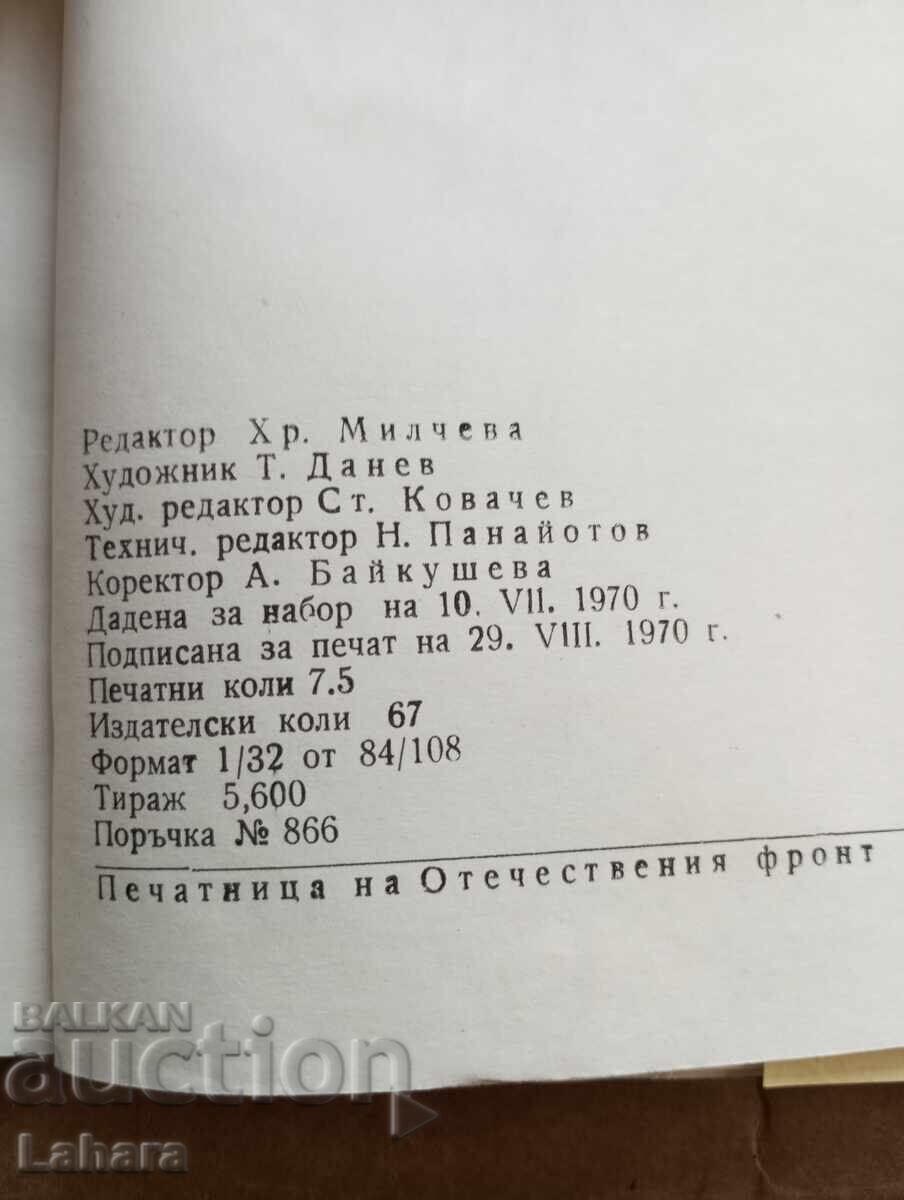 Редактор Хр. Милчева
Художник Т. Данев
Худ. редактор Ст. Ковачев
Технич. редактор Н. Панайотов
Коректор А. Байкушева
Дадена за набор на 10. VII. 1970 г.
Подписана за печат на 29. VIII. 1970 г.
Печатни коли 7.5
Издателски коли 67
Формат 1/32 от 84/108
Тираж 5,600
Поръчка № 866
Печатница на Отечествения фронт
BALKAN
auction
Lahara